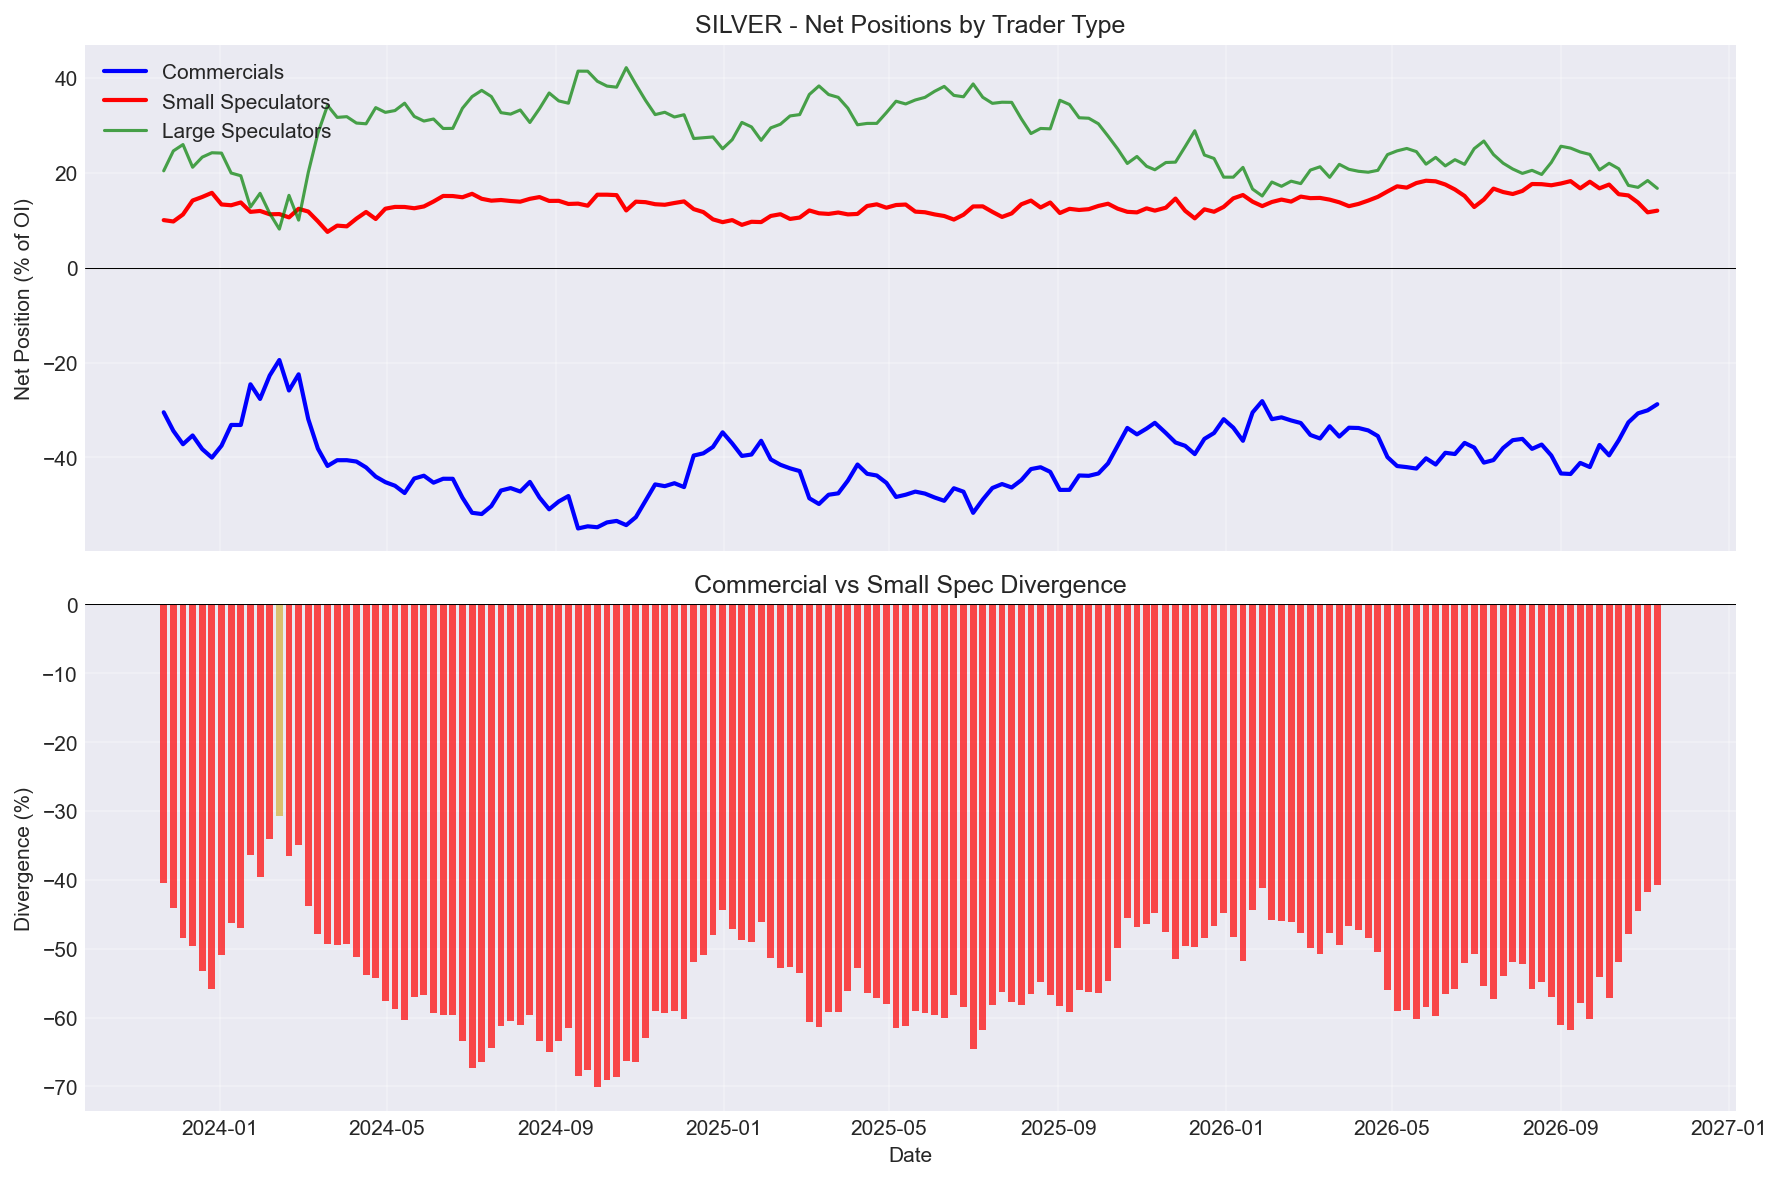 SILVER - Net Positions by Trader Type
Commercials
Small Speculators
Large Speculators
Net Position (% of OI)
40
20
0
−20
−40
Commercial vs Small Spec Divergence
Divergence (%)
0
−10
−20
−30
−40
−50
−60
−70
2024-01 2024-05 2024-09 2025-01 2025-05 2025-09 2026-01 2026-05 2026-09 2027-01
Date